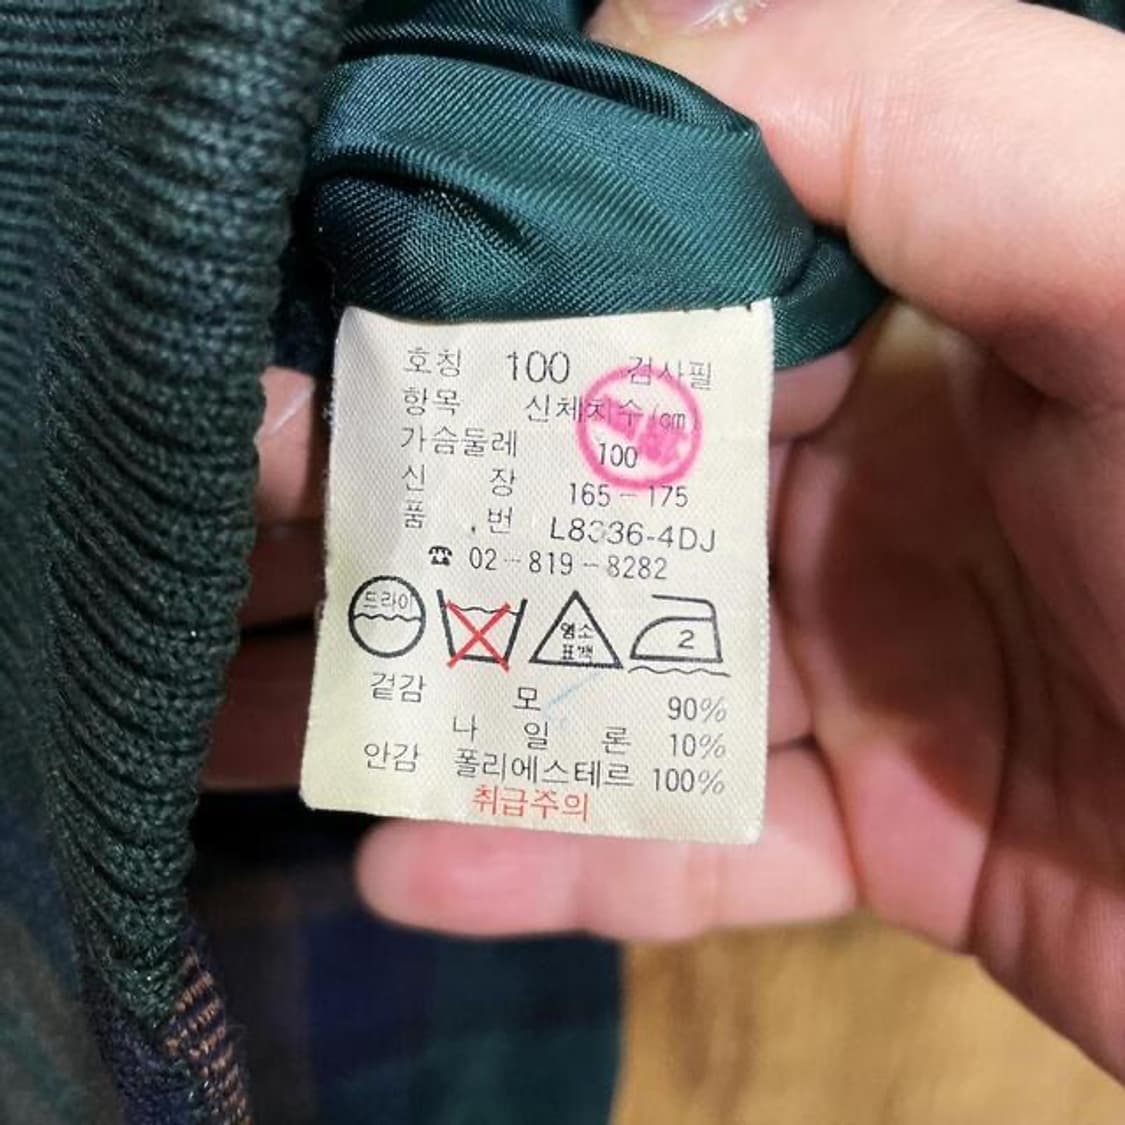 호칭 100 검사필
항목 신체치수(cm)
가슴둘레 100
신 장 165-175
품 번 L8336-4DJ
☎ 02-819-8282
드라이
염소
표백
2
겉감 모 90%
나 일 론 10%
안감 폴리에스테르 100%
취급주의